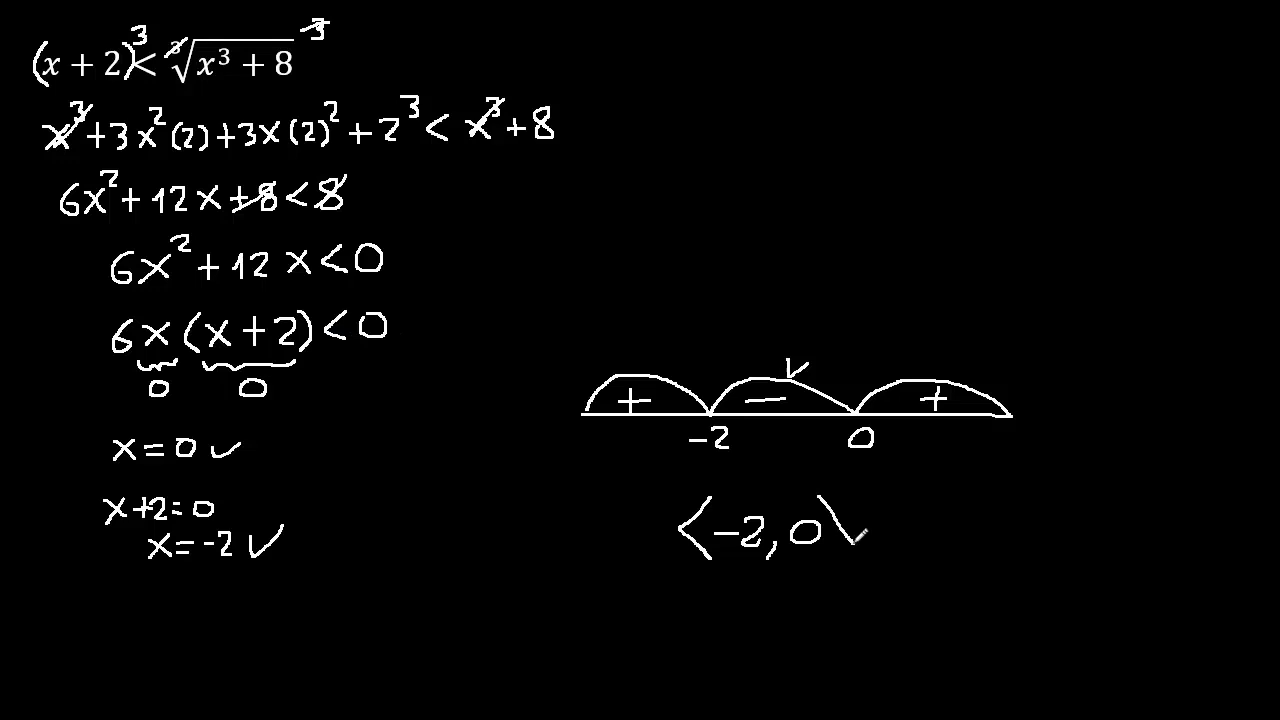 (x + 2)³ < ∛(x³ + 8) ³
x³ + 3x²(2) + 3x(2)² + 2³ < x³ + 8
6x² + 12x + 8 < 8
6x² + 12x < 0
6x (x + 2) < 0
0 0
x = 0 ✓
x + 2 = 0
x = -2 ✓
+ − ✓ +
-2 0
< -2, 0 \